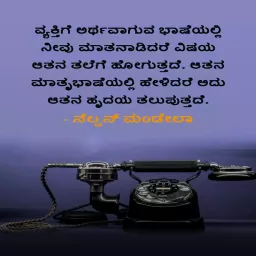 ವ್ಯಕ್ತಿಗೆ ಅರ್ಥವಾಗುವ ಭಾಷೆಯಲ್ಲಿ
ನೀವು ಮಾತನಾಡಿದರೆ ವಿಷಯ
ಆತನ ತಲೆಗೆ ಹೋಗುತ್ತದೆ. ಆತನ
ಮಾತೃಭಾಷೆಯಲ್ಲಿ ಹೇಳಿದರೆ ಅದು
ಆತನ ಹೃದಯ ತಲುಪುತ್ತದೆ.
- ನೆಲ್ಸನ್ ಮಂಡೇಲಾ